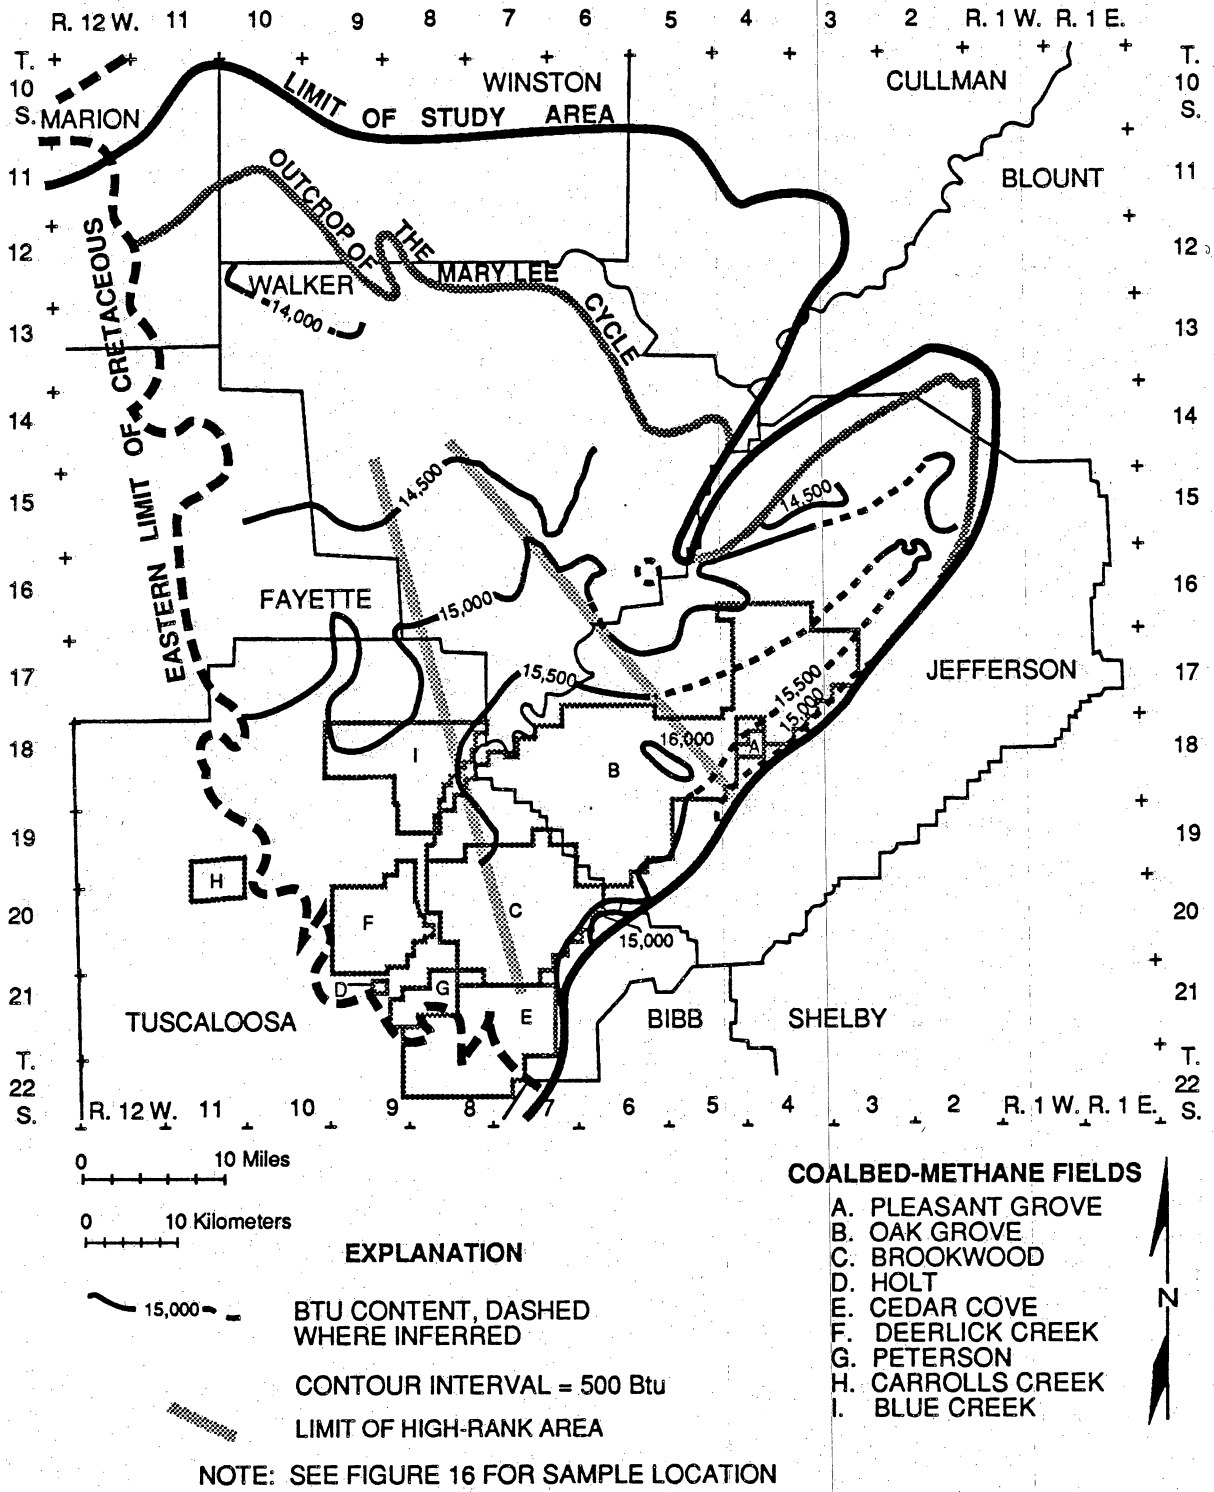 R. 12 W. 11 10 9 8 7 6 5 4 3 2 R. 1 W. R. 1 E.
T. 10 S.
T. 10 S.
WINSTON
CULLMAN
LIMIT OF STUDY AREA
MARION
11
11
BLOUNT
OUTCROP OF THE MARY LEE CYCLE
12
12
WALKER
14,000
13
13
EASTERN LIMIT OF CRETACEOUS
14
14
14,500
14,500
15
15
16
16
FAYETTE
15,000
15,500
17
JEFFERSON
17
15,500
15,000
16,000
18
I
B
A
18
19
19
H
F
C
20
20
15,000
D
G
21
21
E
TUSCALOOSA
BIBB
SHELBY
T. 22 S.
T. 22 S.
R. 12 W. 11 10 9 8 7 6 5 4 3 2 R. 1 W. R. 1 E.
0 10 Miles
0 10 Kilometers
EXPLANATION
15,000
BTU CONTENT, DASHED
WHERE INFERRED
CONTOUR INTERVAL = 500 Btu
LIMIT OF HIGH-RANK AREA
NOTE: SEE FIGURE 16 FOR SAMPLE LOCATION
COALBED-METHANE FIELDS
A. PLEASANT GROVE
B. OAK GROVE
C. BROOKWOOD
D. HOLT
E. CEDAR COVE
F. DEERLICK CREEK
G. PETERSON
H. CARROLLS CREEK
I. BLUE CREEK
N